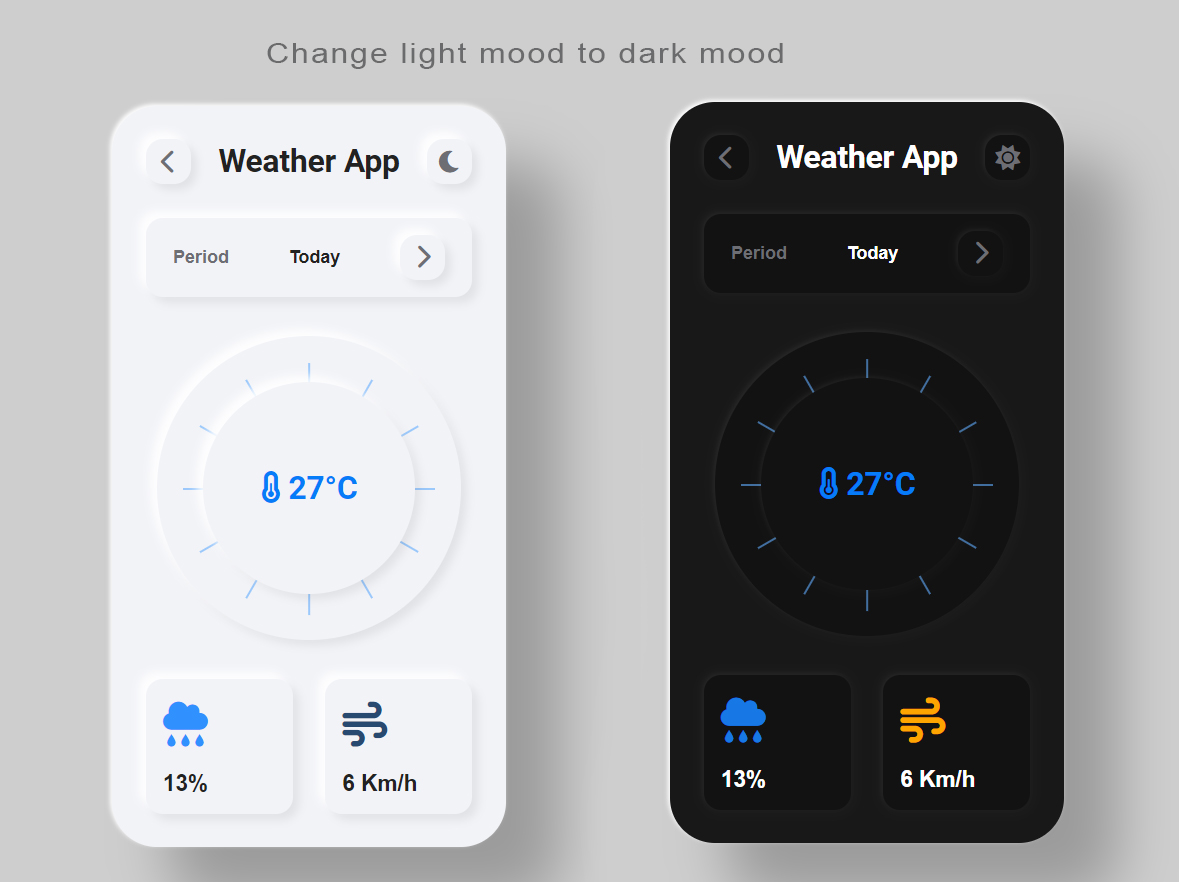 Change light mood to dark mood
Weather App
Period Today
27°C
13%
6 Km/h
Weather App
Period Today
27°C
13%
6 Km/h